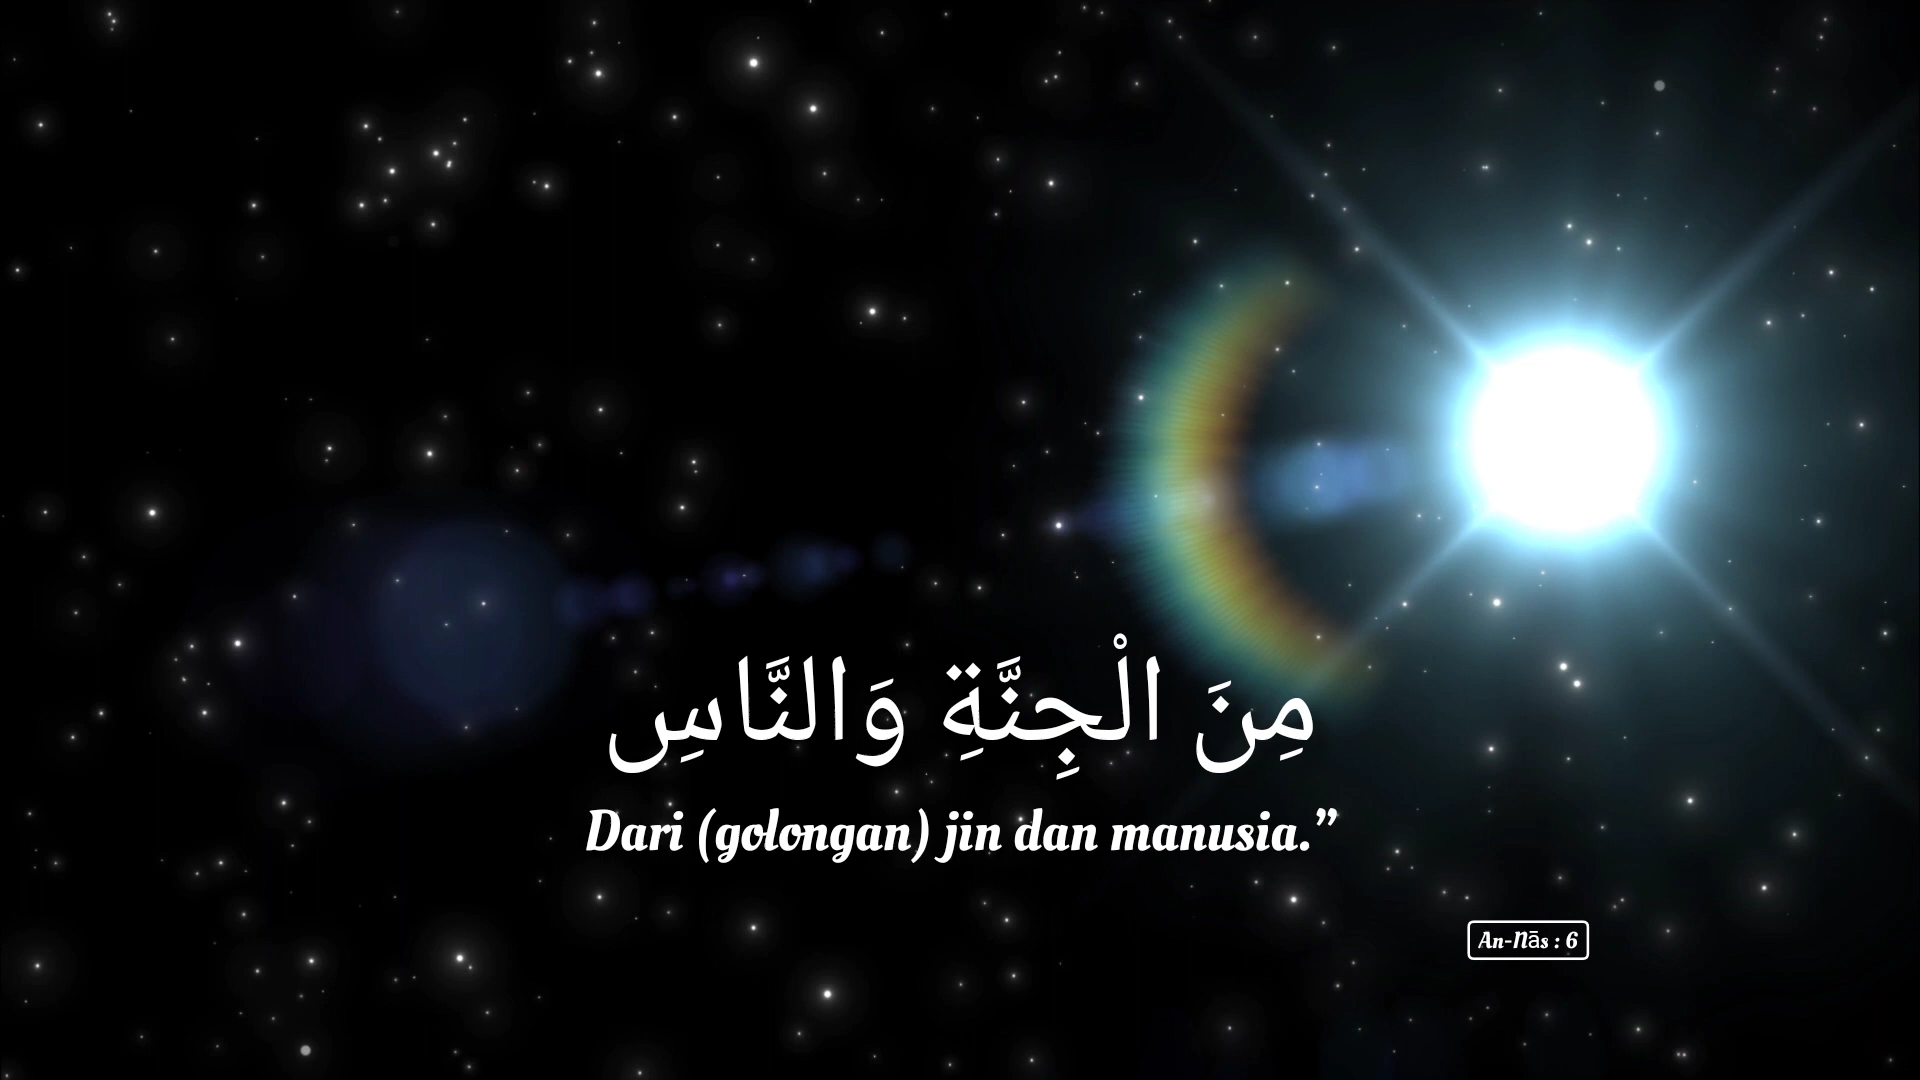 مِنَ الْجِنَّةِ وَالنَّاسِ
Dari (golongan) jin dan manusia.”
An-Nās : 6